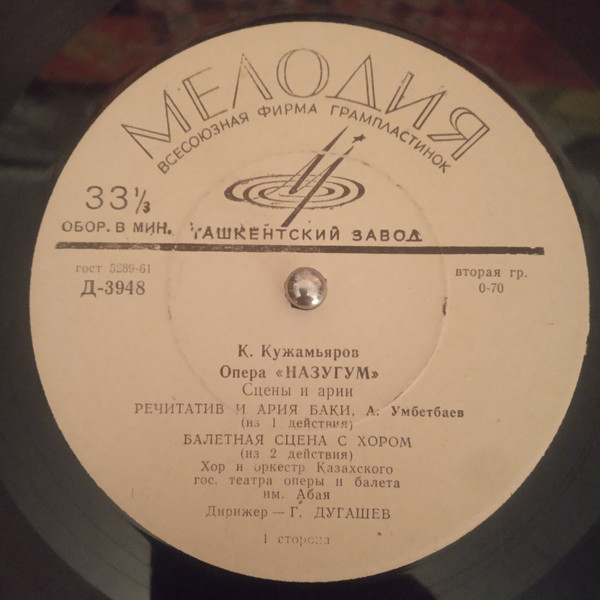 МЕЛОДИЯ
ВСЕСОЮЗНАЯ ФИРМА ГРАМПЛАСТИНОК
33⅓
ОБОР. В МИН. ТАШКЕНТСКИЙ ЗАВОД
гост 5289-61
Д-3948
вторая гр.
0-70
К. Кужамьяров
Опера «НАЗУГУМ»
Сцены и арии
РЕЧИТАТИВ И АРИЯ БАКИ, А. Умбетбаев
(из 1 действия)
БАЛЕТНАЯ СЦЕНА С ХОРОМ
(из 2 действия)
Хор и оркестр Казахского
гос. театра оперы и балета
им. Абая
Дирижер — Г. ДУГАШЕВ
1 сторона